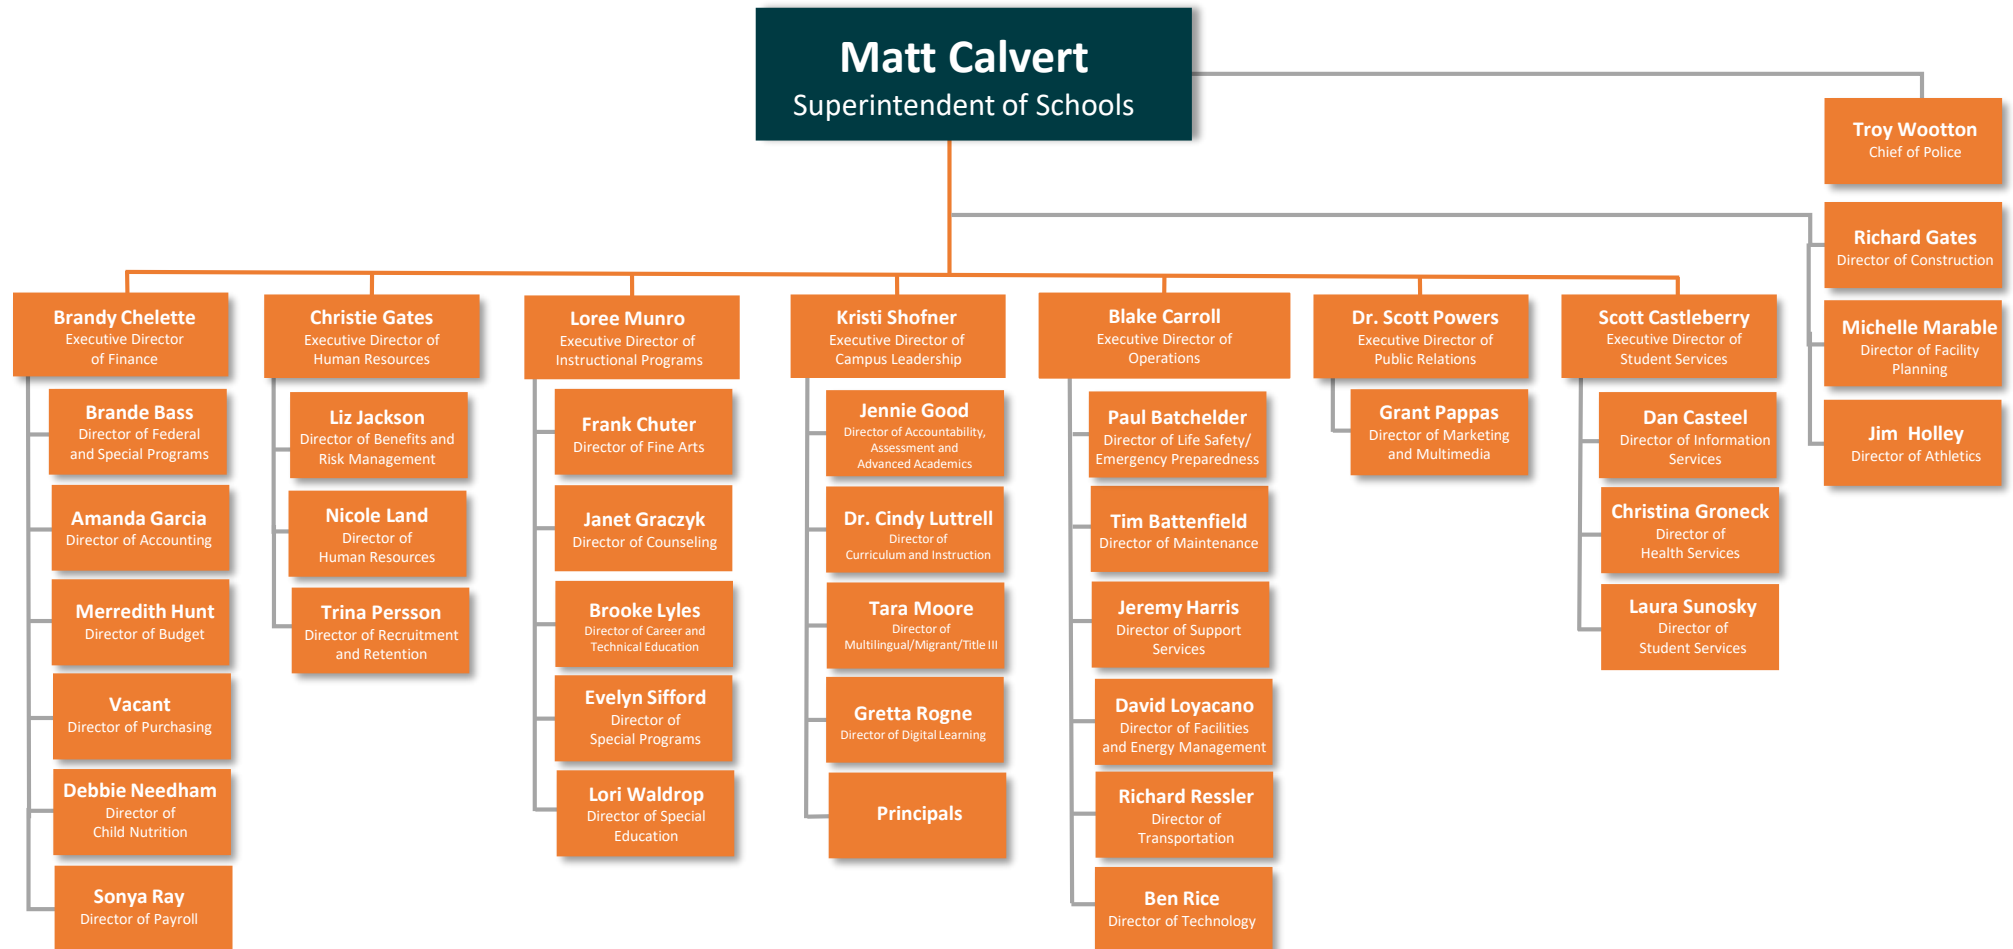 Matt Calvert
Superintendent of Schools
Troy Wootton
Chief of Police
Richard Gates
Director of Construction
Michelle Marable
Director of Facility
Planning
Jim Holley
Director of Athletics
Brandy Chelette
Executive Director
of Finance
Brande Bass
Director of Federal
and Special Programs
Amanda Garcia
Director of Accounting
Merredith Hunt
Director of Budget
Vacant
Director of Purchasing
Debbie Needham
Director of
Child Nutrition
Sonya Ray
Director of Payroll
Christie Gates
Executive Director of
Human Resources
Liz Jackson
Director of Benefits and
Risk Management
Nicole Land
Director of
Human Resources
Trina Persson
Director of Recruitment
and Retention
Loree Munro
Executive Director of
Instructional Programs
Frank Chuter
Director of Fine Arts
Janet Graczyk
Director of Counseling
Brooke Lyles
Director of Career and
Technical Education
Evelyn Sifford
Director of
Special Programs
Lori Waldrop
Director of Special
Education
Kristi Shofner
Executive Director of
Campus Leadership
Jennie Good
Director of Accountability,
Assessment and
Advanced Academics
Dr. Cindy Luttrell
Director of
Curriculum and Instruction
Tara Moore
Director of
Multilingual/Migrant/Title III
Gretta Rogne
Director of Digital Learning
Principals
Blake Carroll
Executive Director of
Operations
Paul Batchelder
Director of Life Safety/
Emergency Preparedness
Tim Battenfield
Director of Maintenance
Jeremy Harris
Director of Support
Services
David Loyacano
Director of Facilities
and Energy Management
Richard Ressler
Director of
Transportation
Ben Rice
Director of Technology
Dr. Scott Powers
Executive Director of
Public Relations
Grant Pappas
Director of Marketing
and Multimedia
Scott Castleberry
Executive Director of
Student Services
Dan Casteel
Director of Information
Services
Christina Groneck
Director of
Health Services
Laura Sunosky
Director of
Student Services